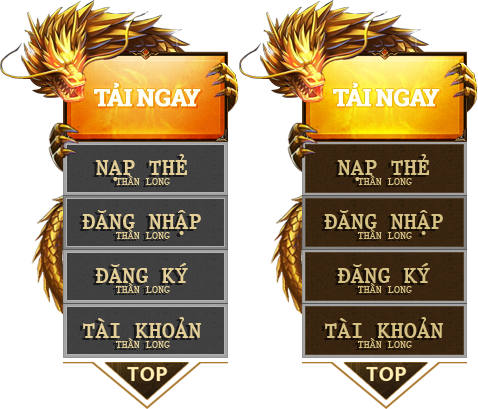 TẢI NGAY
NẠP THẺ
THẦN LONG
ĐĂNG NHẬP
THẦN LONG
ĐĂNG KÝ
THẦN LONG
TÀI KHOẢN
THẦN LONG
TOP
TẢI NGAY
NẠP THẺ
THẦN LONG
ĐĂNG NHẬP
THẦN LONG
ĐĂNG KÝ
THẦN LONG
TÀI KHOẢN
THẦN LONG
TOP